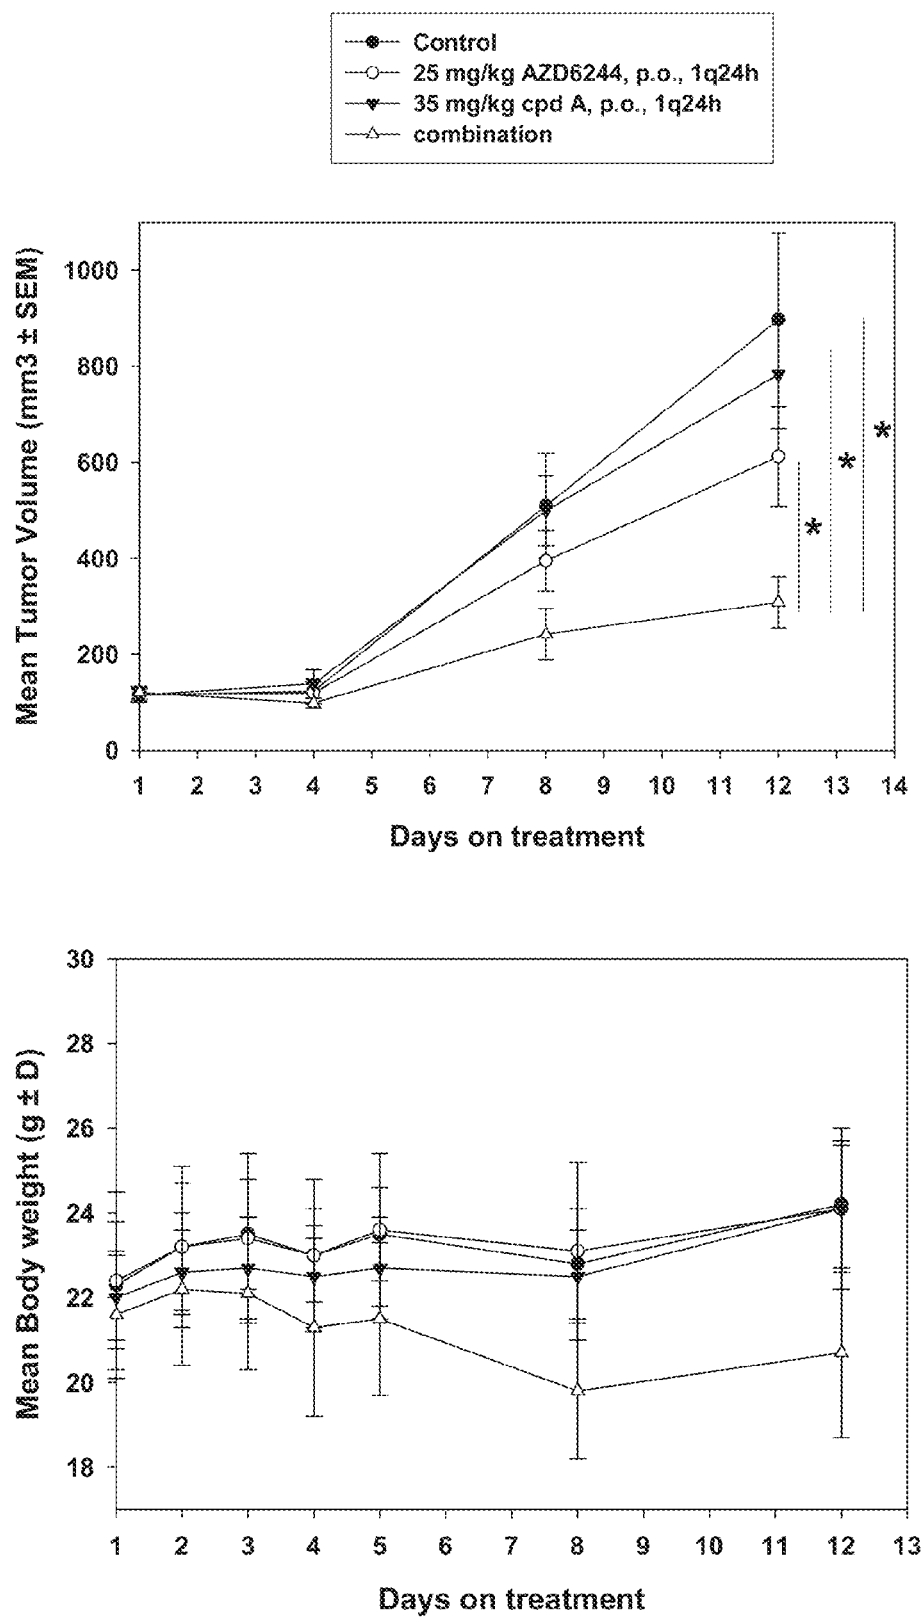 Control
25 mg/kg AZD6244, p.o., 1q24h
35 mg/kg cpd A, p.o., 1q24h
combination
Mean Tumor Volume (mm3 ± SEM)
1000
800
600
400
200
0
*
*
*
1 2 3 4 5 6 7 8 9 10 11 12 13 14
Days on treatment
Mean Body weight (g ± D)
30
28
26
24
22
20
18
1 2 3 4 5 6 7 8 9 10 11 12 13
Days on treatment